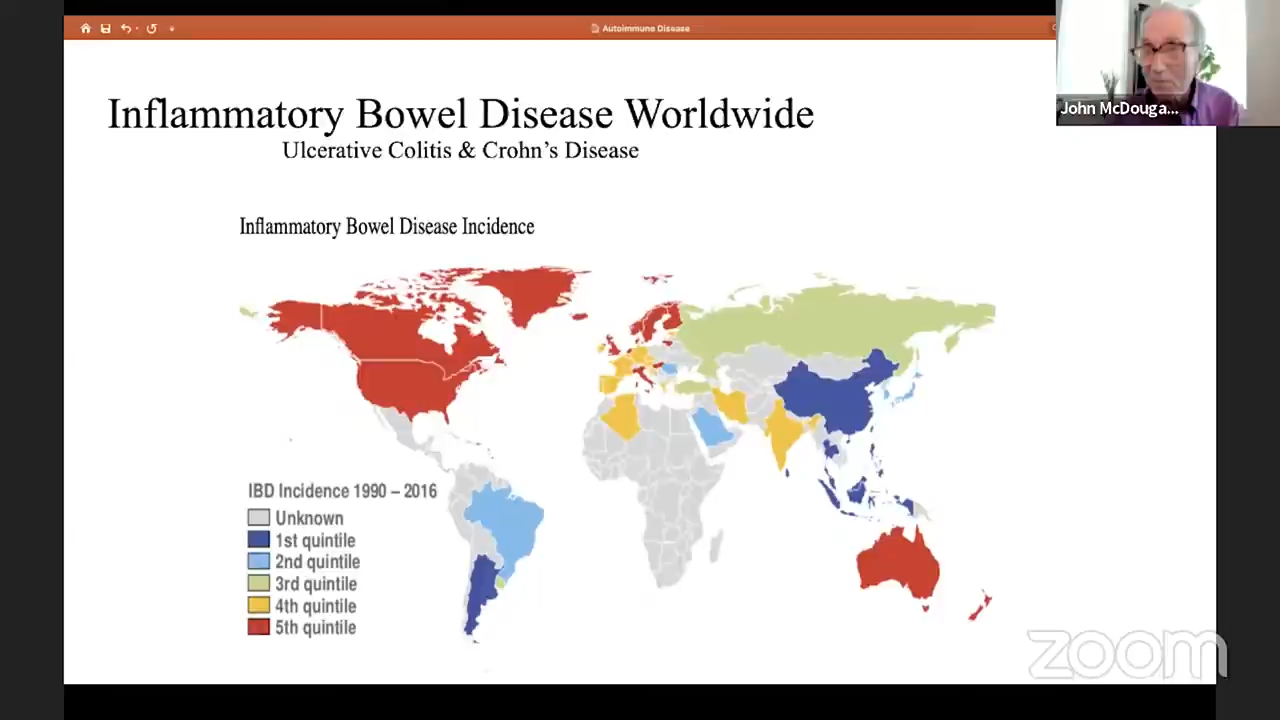 Autoimmune Disease
John McDouga...
Inflammatory Bowel Disease Worldwide
Ulcerative Colitis & Crohn’s Disease
Inflammatory Bowel Disease Incidence
IBD Incidence 1990 – 2016
Unknown
1st quintile
2nd quintile
3rd quintile
4th quintile
5th quintile
zoom